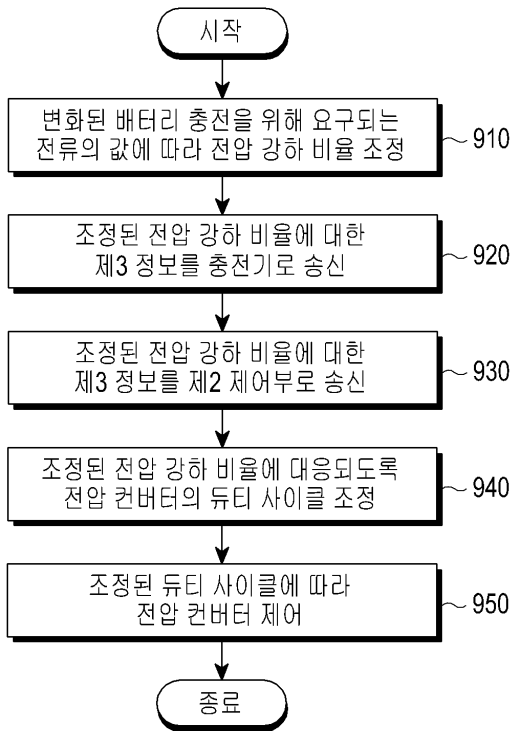 시작
변화된 배터리 충전을 위해 요구되는
전류의 값에 따라 전압 강하 비율 조정
910
조정된 전압 강하 비율에 대한
제3 정보를 충전기로 송신
920
조정된 전압 강하 비율에 대한
제3 정보를 제2 제어부로 송신
930
조정된 전압 강하 비율에 대응되도록
전압 컨버터의 듀티 사이클 조정
940
조정된 듀티 사이클에 따라
전압 컨버터 제어
950
종료